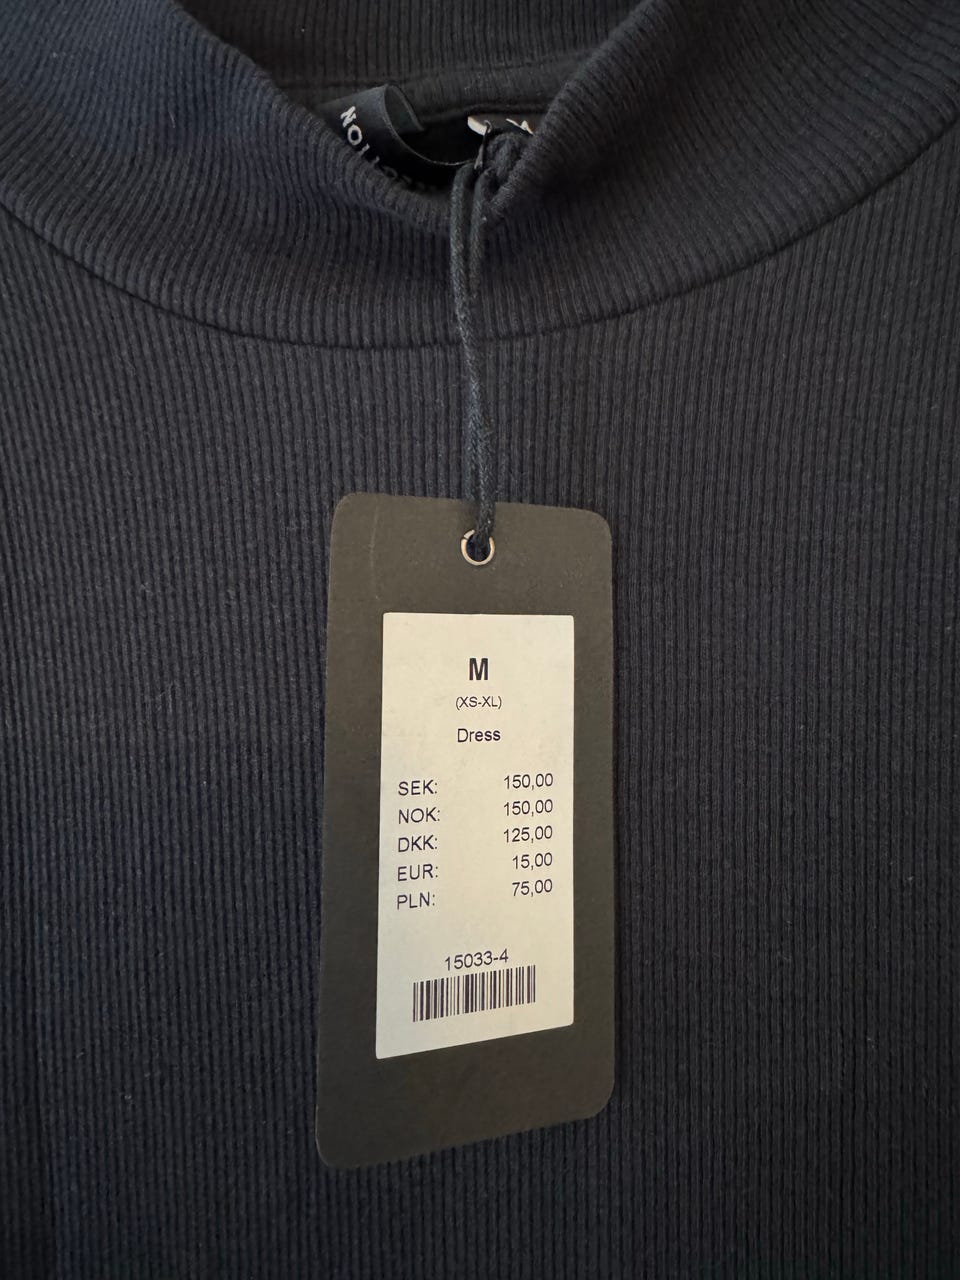 M
(XS-XL)
Dress
SEK: 150,00
NOK: 150,00
DKK: 125,00
EUR: 15,00
PLN: 75,00
15033-4